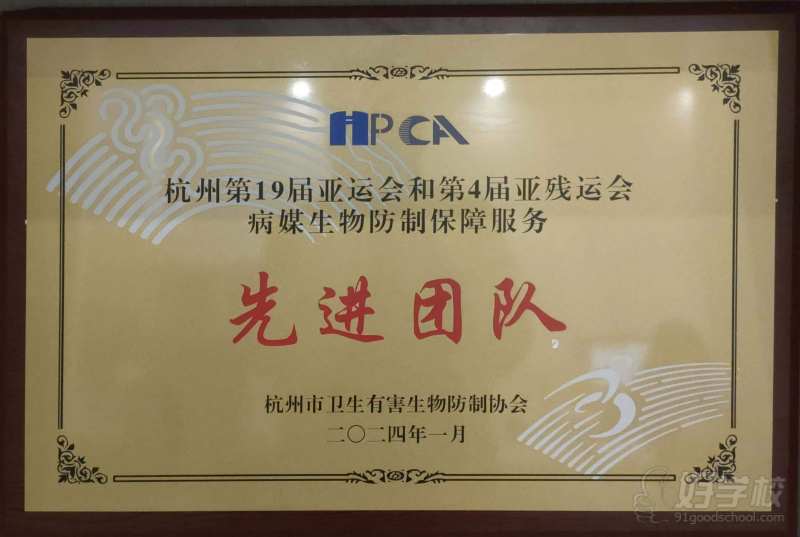 HPCA
杭州第19届亚运会和第4届亚残运会
病媒生物防制保障服务
先进团队
杭州市卫生有害生物防制协会
二〇二四年一月
好学校
91goodschool.com